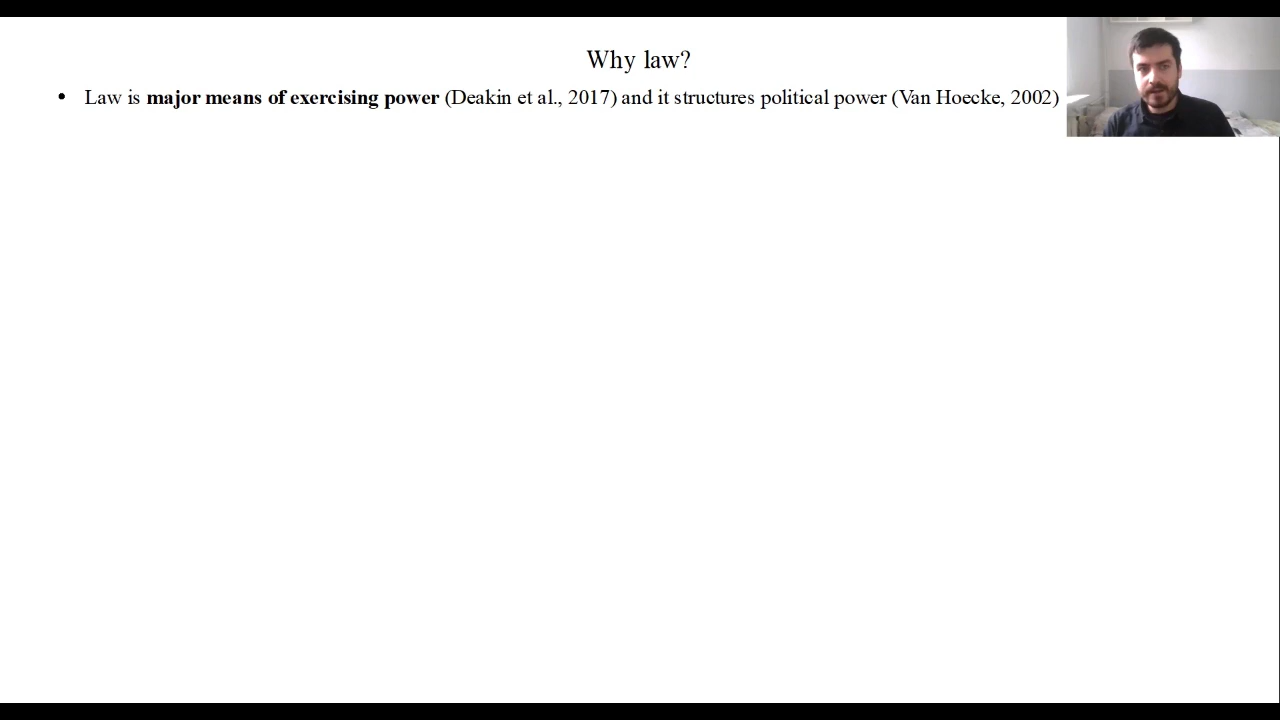 Why law?
• Law is major means of exercising power (Deakin et al., 2017) and it structures political power (Van Hoecke, 2002)